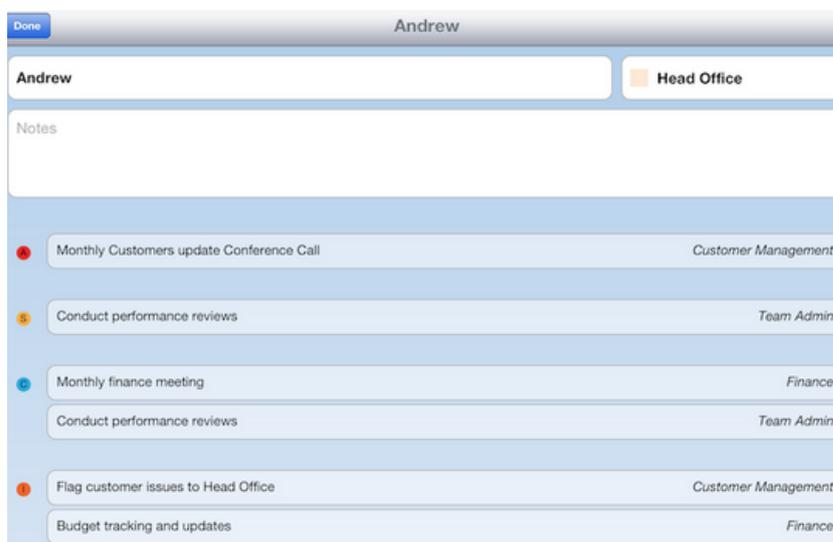 Done
Andrew
Andrew
Head Office
Notes
A Monthly Customers update Conference Call Customer Management
S Conduct performance reviews Team Admin
C Monthly finance meeting Finance
Conduct performance reviews Team Admin
I Flag customer issues to Head Office Customer Management
Budget tracking and updates Finance